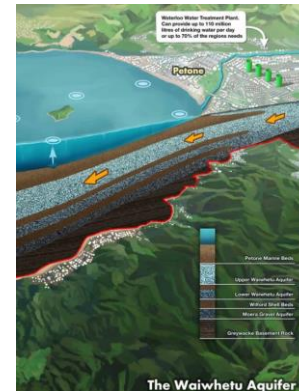 Waterloo Water Treatment Plant.
Can provide up to 110 million
litres of drinking water per day
or up to 70% of the regions needs
Petone
Petone Marine Beds
Upper Waiwhetu Aquifer
Lower Waiwhetu Aquifer
Wilford Shell Beds
Moera Gravel Aquifer
Greywacke Basement Rock
The Waiwhetu Aquifer